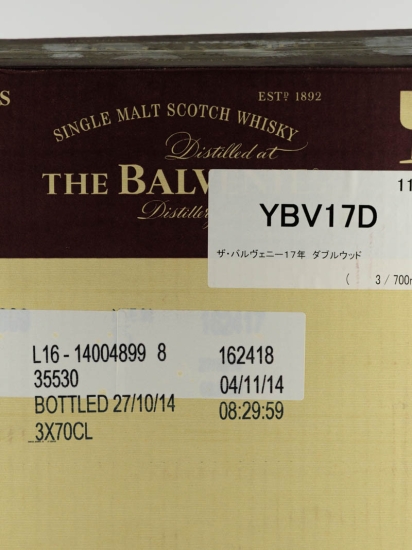 S
ESTD 1892
SINGLE MALT SCOTCH WHISKY
Distilled at
THE
11
YBV17D
ザ・バルヴェニー17年 ダブルウッド
( 3/700m
L16-14004899 8 162418
35530 04/11/14
BOTTLED 27/10/14 08:29:59
3X70CL